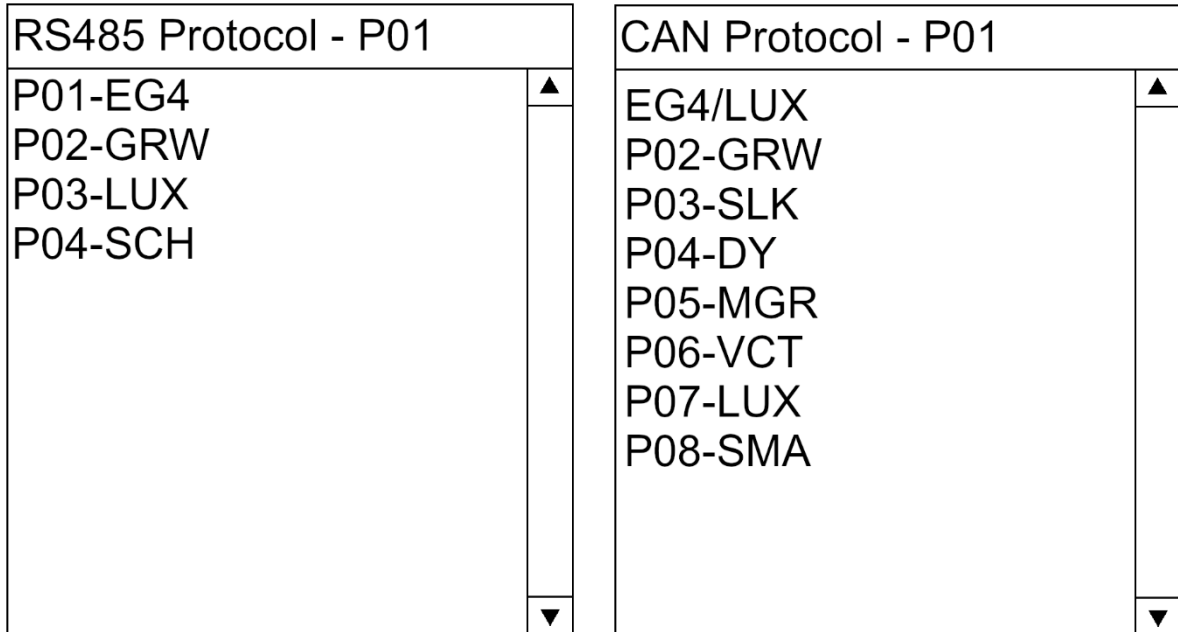 RS485 Protocol - P01
P01-EG4
P02-GRW
P03-LUX
P04-SCH
CAN Protocol - P01
EG4/LUX
P02-GRW
P03-SLK
P04-DY
P05-MGR
P06-VCT
P07-LUX
P08-SMA